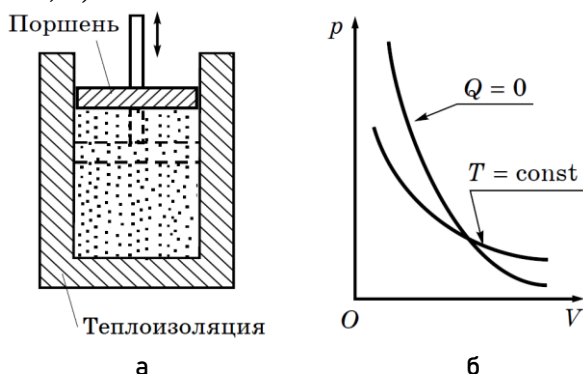 Поршень
Теплоизоляция
а
p
Q = 0
T = const
O
V
б